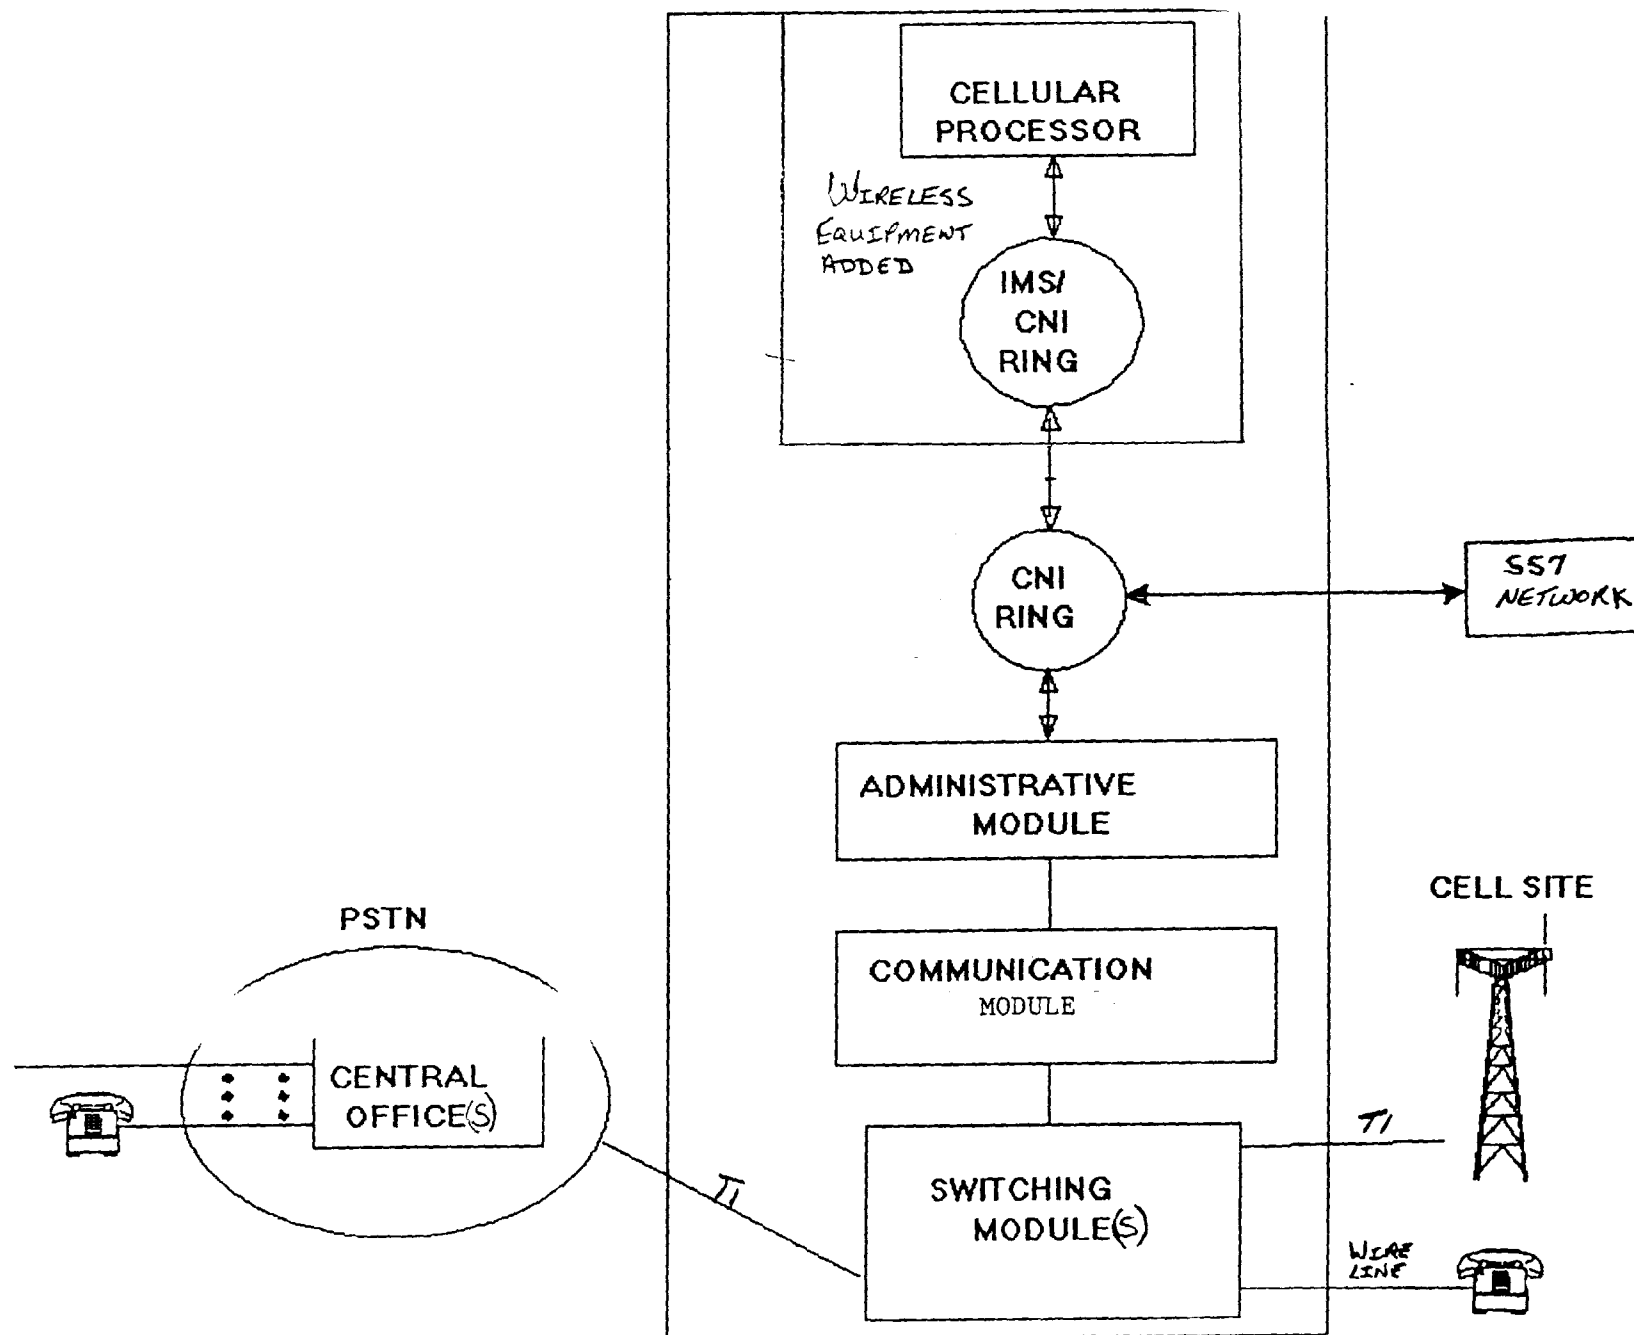 CELLULAR
PROCESSOR
WIRELESS
EQUIPMENT
ADDED
IMS/
CNI
RING
CNI
RING
SS7
NETWORK
ADMINISTRATIVE
MODULE
CELL SITE
PSTN
COMMUNICATION
MODULE
CENTRAL
OFFICE(S)
T1
T1
SWITCHING
MODULE(S)
WIRE
LINE